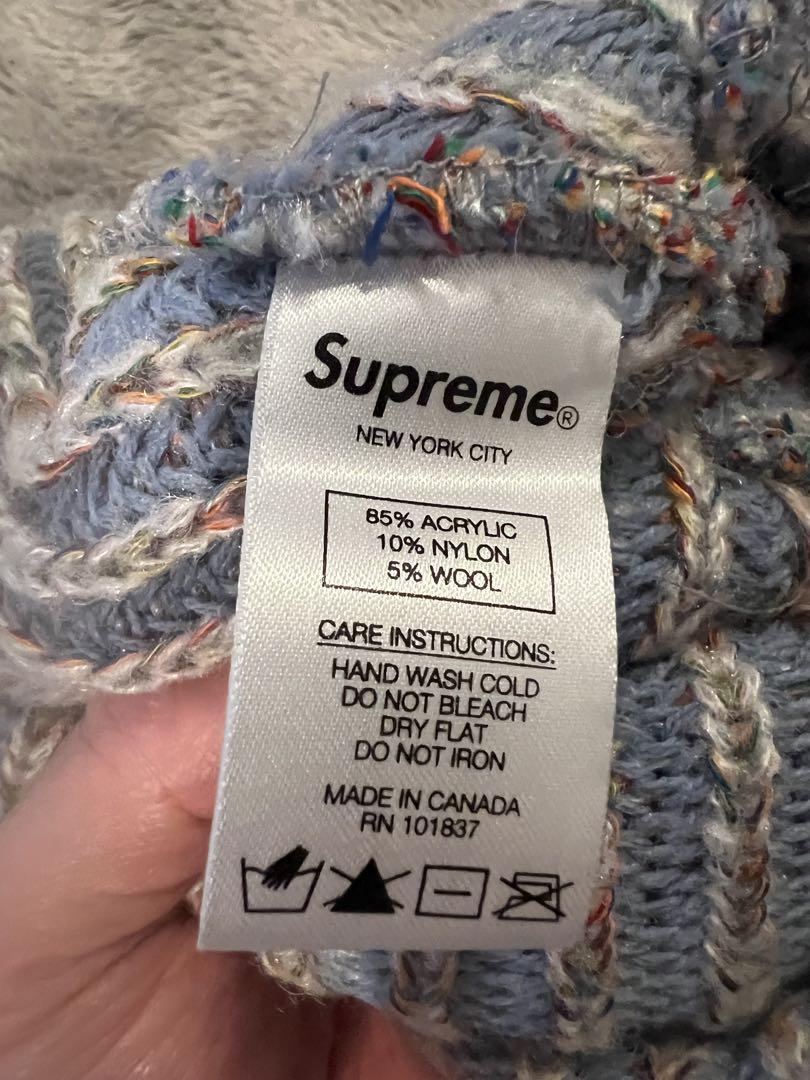 Supreme®
NEW YORK CITY
85% ACRYLIC
10% NYLON
5% WOOL
CARE INSTRUCTIONS:
HAND WASH COLD
DO NOT BLEACH
DRY FLAT
DO NOT IRON
MADE IN CANADA
RN 101837